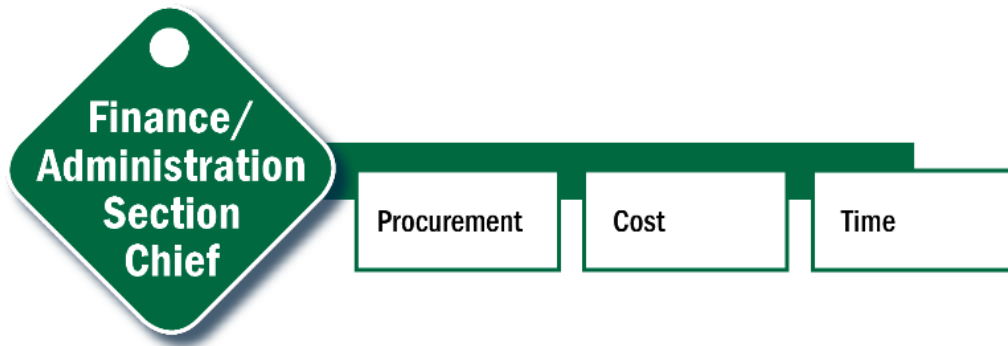 Finance/
Administration
Section
Chief
Procurement
Cost
Time